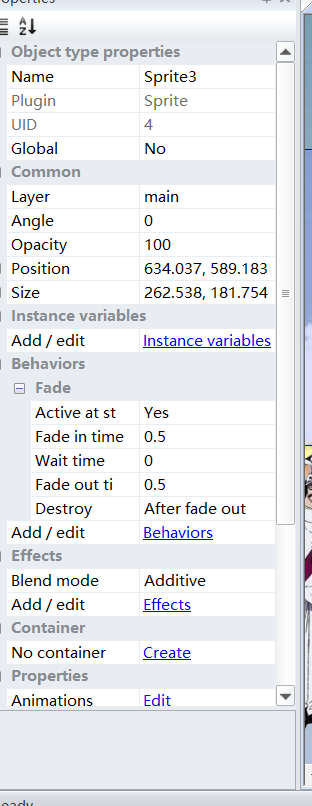 Object type properties
Name Sprite3
Plugin Sprite
UID 4
Global No
Common
Layer main
Angle 0
Opacity 100
Position 634.037, 589.183
Size 262.538, 181.754
Instance variables
Add / edit Instance variables
Behaviors
Fade
Active at st Yes
Fade in time 0.5
Wait time 0
Fade out ti 0.5
Destroy After fade out
Add / edit Behaviors
Effects
Blend mode Additive
Add / edit Effects
Container
No container Create
Properties
Animations Edit
eady